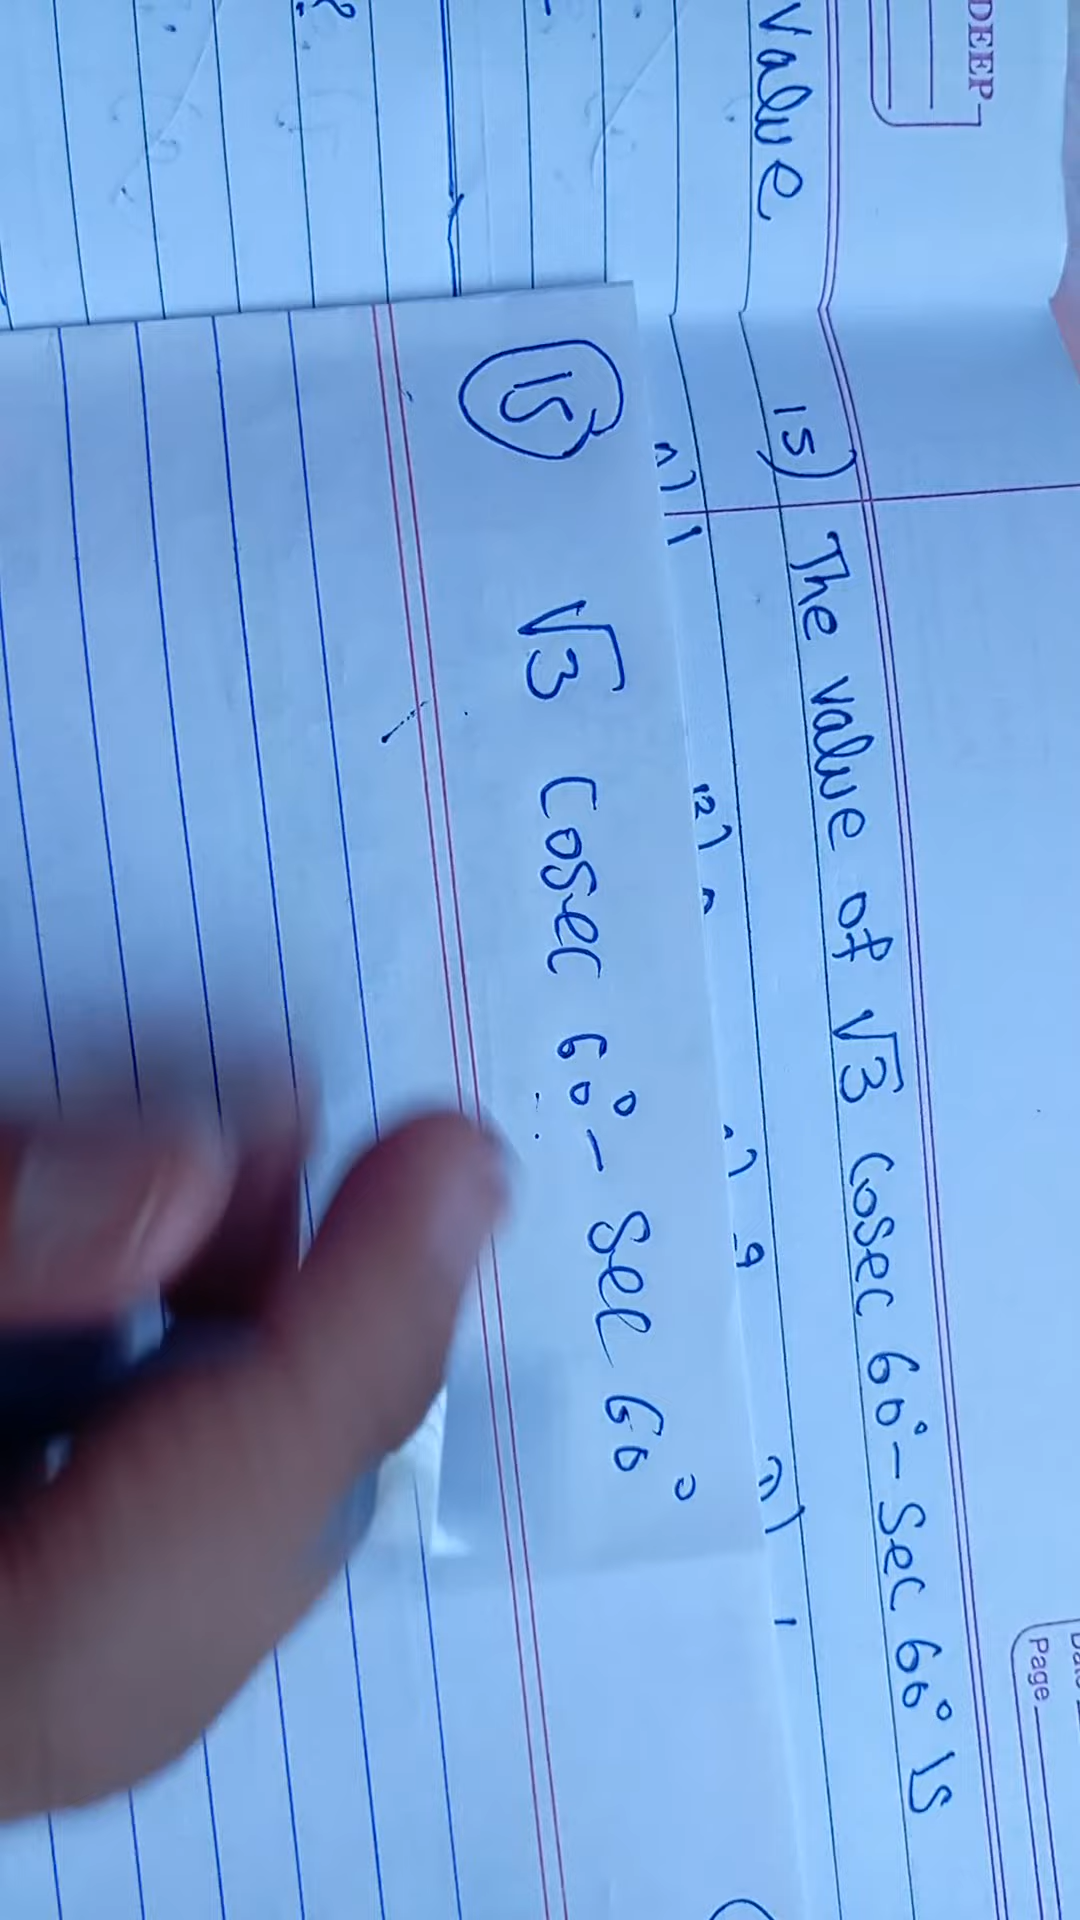 DEEP
Page
Value
15) The value of √3 cosec 60° - Sec 60° is
15 √3 cosec 60° - Sec 60°